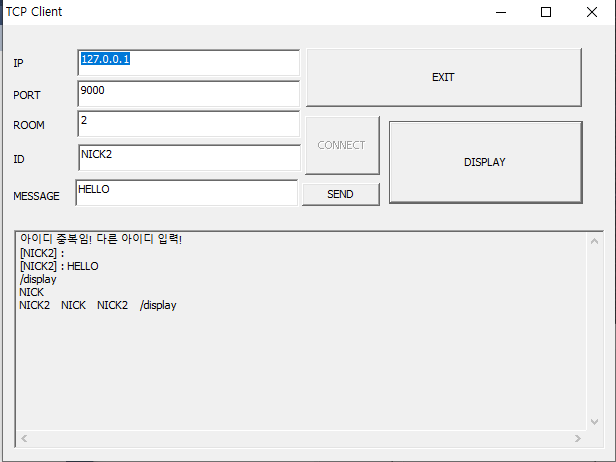 TCP Client
IP
127.0.0.1
EXIT
PORT
9000
ROOM
2
CONNECT
DISPLAY
ID
NICK2
MESSAGE
HELLO
SEND
아이디 중복임! 다른 아이디 입력!
[NICK2] :
[NICK2] : HELLO
/display
NICK
NICK2 NICK NICK2 /display